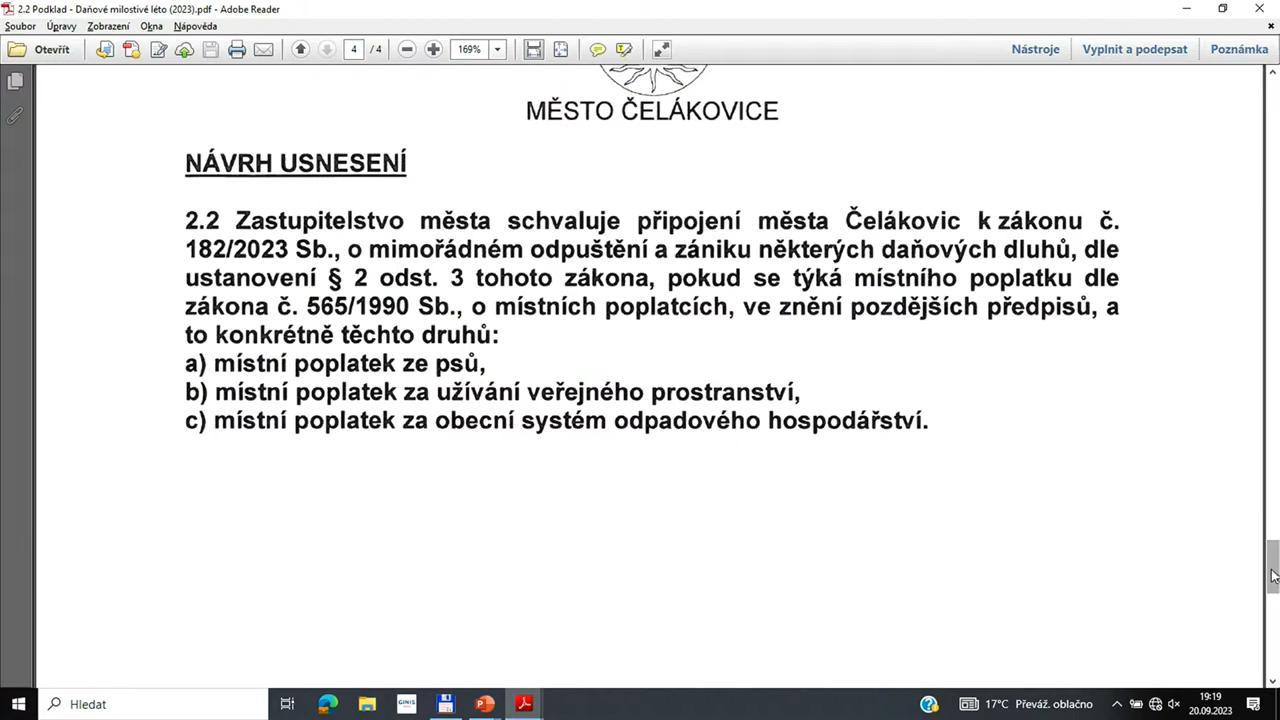 2.2 Podklad - Daňové milostivé léto (2023).pdf - Adobe Reader
Soubor Úpravy Zobrazení Okna Nápověda
Otevřít 4 / 4 169% Nástroje Vyplnit a podepsat Poznámka
MĚSTO ČELÁKOVICE
NÁVRH USNESENÍ
2.2 Zastupitelstvo města schvaluje připojení města Čelákovic k zákonu č.
182/2023 Sb., o mimořádném odpuštění a zániku některých daňových dluhů, dle
ustanovení § 2 odst. 3 tohoto zákona, pokud se týká místního poplatku dle
zákona č. 565/1990 Sb., o místních poplatcích, ve znění pozdějších předpisů, a
to konkrétně těchto druhů:
a) místní poplatek ze psů,
b) místní poplatek za užívání veřejného prostranství,
c) místní poplatek za obecní systém odpadového hospodářství.
Hledat GINIS 17°C Převáž. oblačno 19:19
20.09.2023